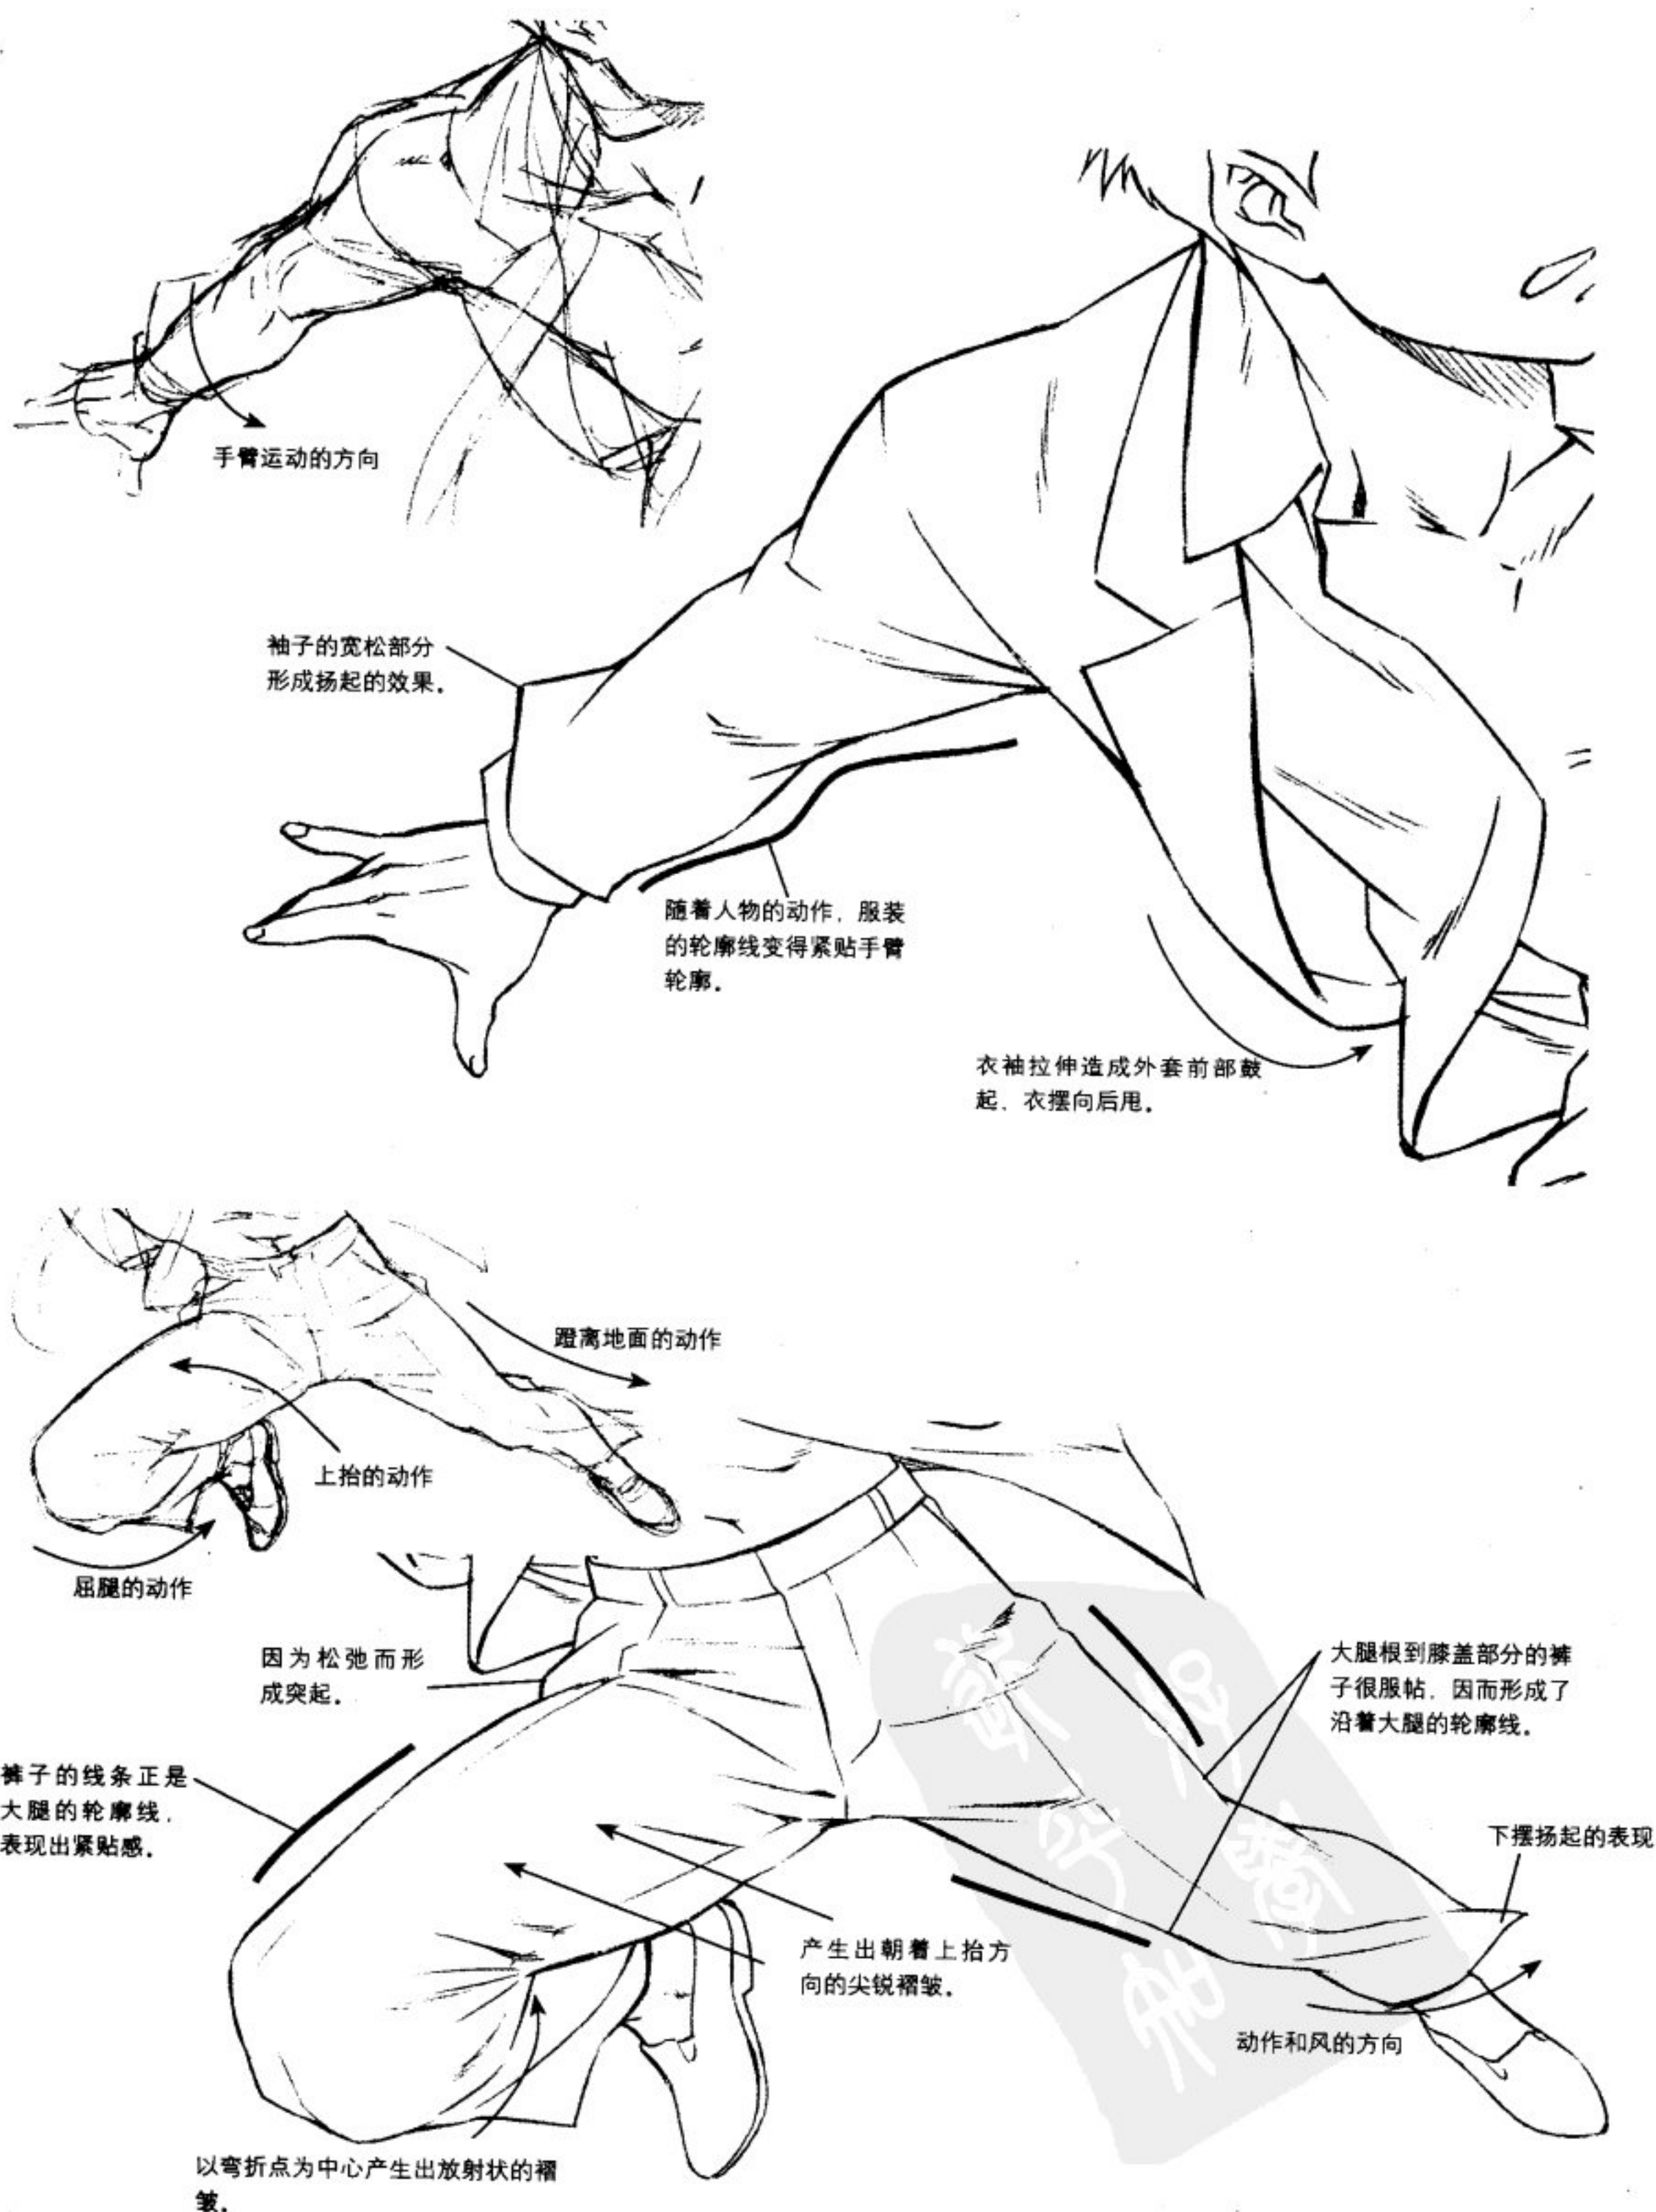 手臂运动的方向
袖子的宽松部分
形成扬起的效果。
随着人物的动作，服装
的轮廓线变得紧贴手臂
轮廓。
衣袖拉伸造成外套前部鼓
起、衣摆向后甩。
蹬离地面的动作
上抬的动作
屈腿的动作
因为松弛而形
成突起。
大腿根到膝盖部分的裤
子很服帖，因而形成了
沿着大腿的轮廓线。
裤子的线条正是
大腿的轮廓线，
表现出紧贴感。
下摆扬起的表现
产生出朝着上抬方
向的尖锐褶皱。
动作和风的方向
以弯折点为中心产生出放射状的褶
皱。